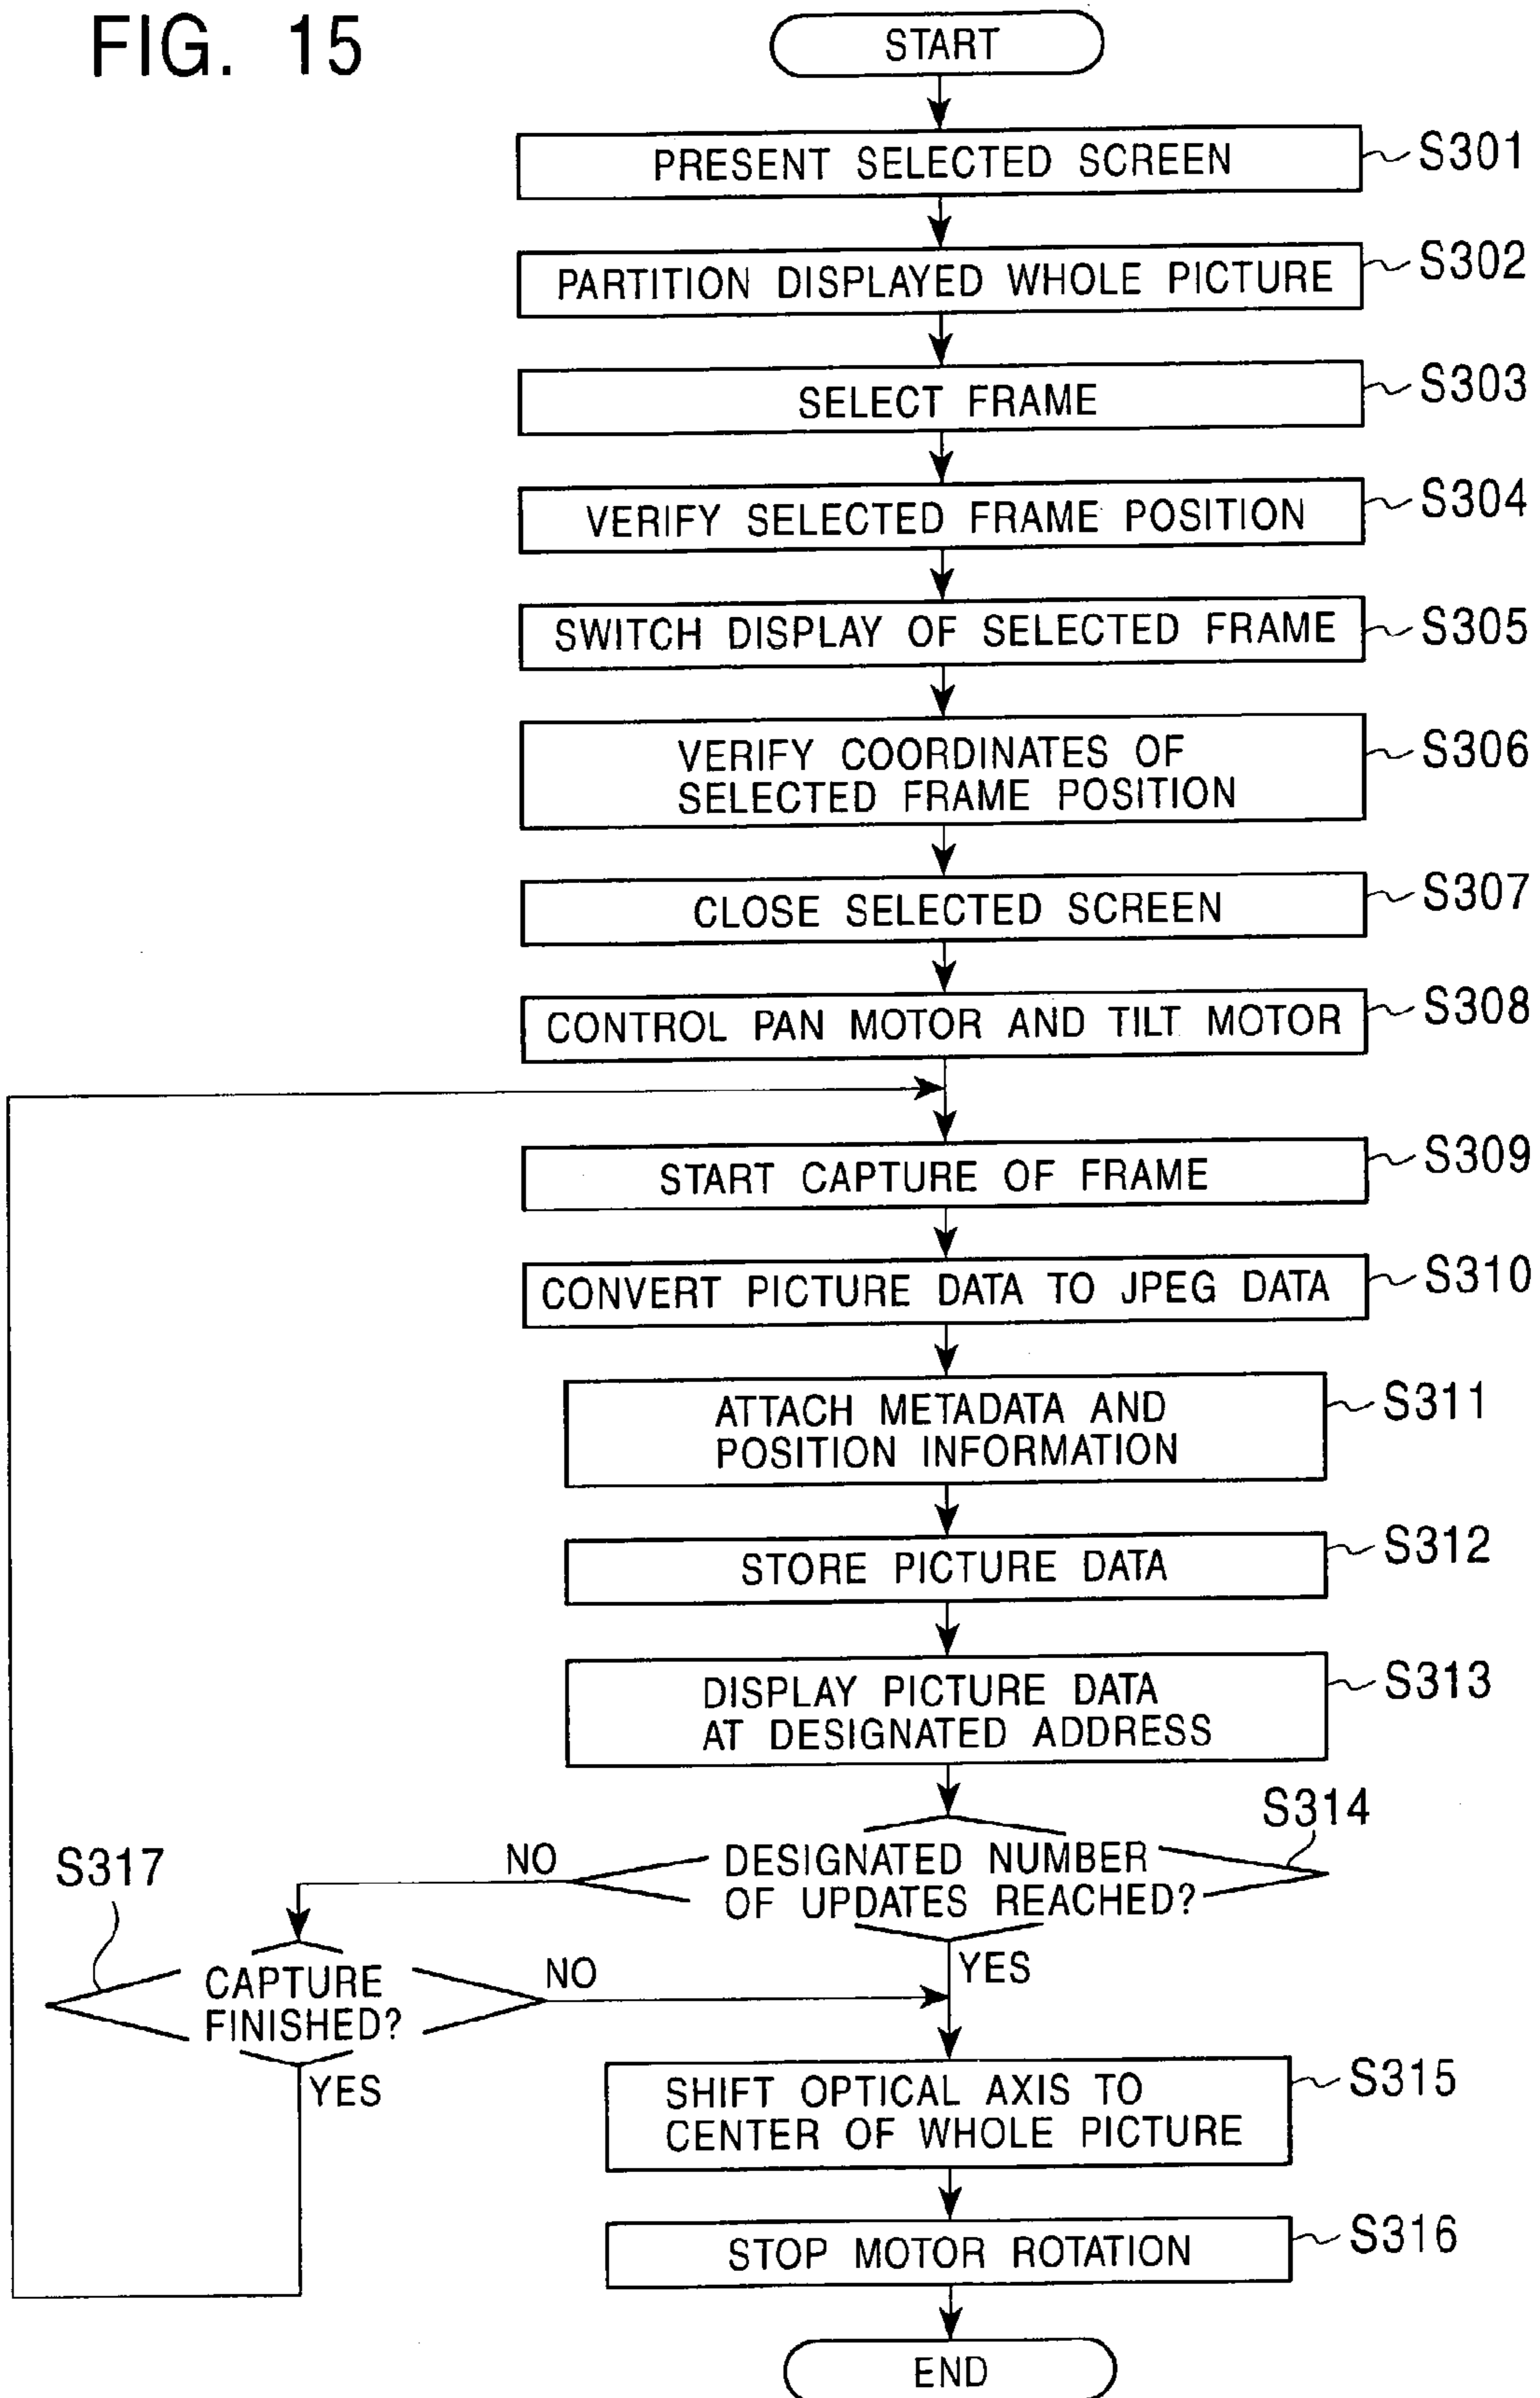 FIG. 15
START
PRESENT SELECTED SCREEN
S301
PARTITION DISPLAYED WHOLE PICTURE
S302
SELECT FRAME
S303
VERIFY SELECTED FRAME POSITION
S304
SWITCH DISPLAY OF SELECTED FRAME
S305
VERIFY COORDINATES OF
SELECTED FRAME POSITION
S306
CLOSE SELECTED SCREEN
S307
CONTROL PAN MOTOR AND TILT MOTOR
S308
START CAPTURE OF FRAME
S309
CONVERT PICTURE DATA TO JPEG DATA
S310
ATTACH METADATA AND
POSITION INFORMATION
S311
STORE PICTURE DATA
S312
DISPLAY PICTURE DATA
AT DESIGNATED ADDRESS
S313
DESIGNATED NUMBER
OF UPDATES REACHED?
S314
NO
YES
S317
CAPTURE
FINISHED?
NO
YES
SHIFT OPTICAL AXIS TO
CENTER OF WHOLE PICTURE
S315
STOP MOTOR ROTATION
S316
END